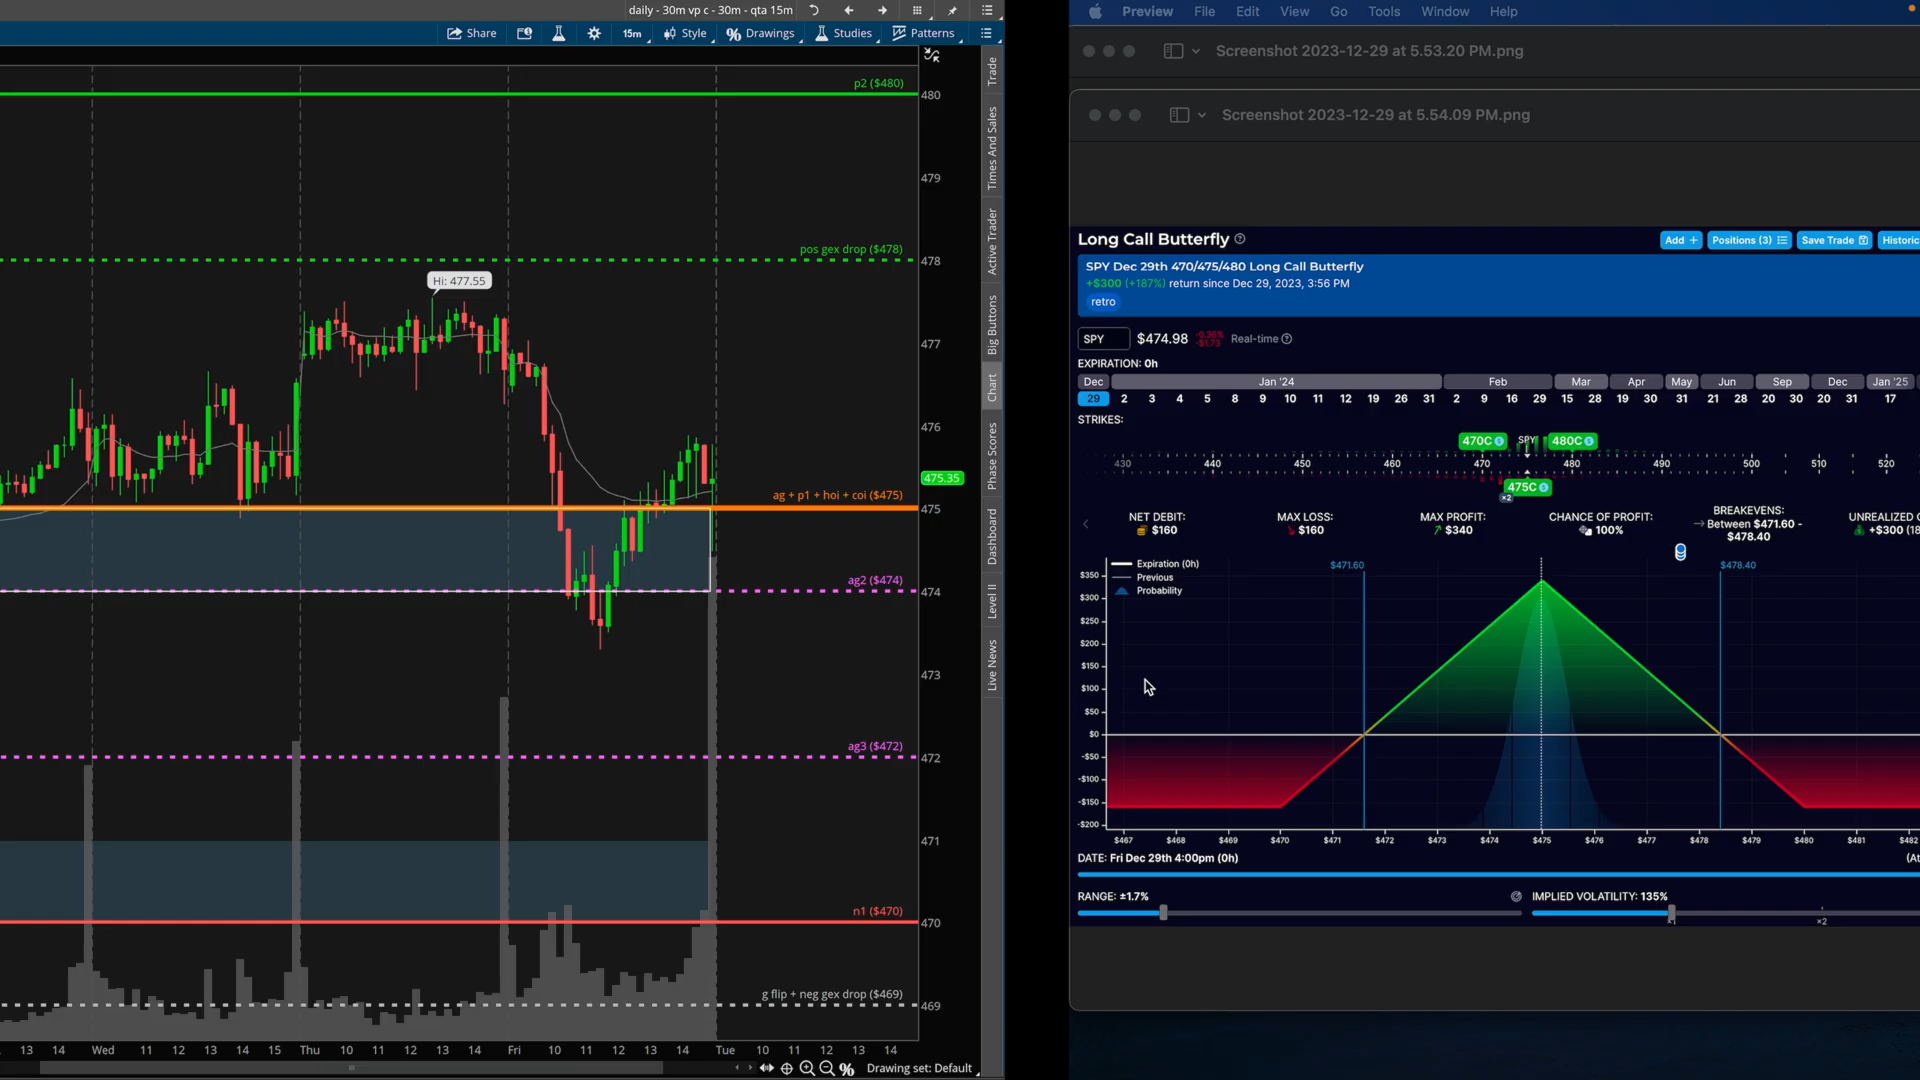 daily - 30m vp c - 30m - qta 15m
Share
15m
Style
Drawings
Studies
Patterns
p2 ($480)
480
479
pos gex drop ($478)
478
Hi: 477.55
477
476
475.35
ag + p1 + hoi + coi ($475)
475
ag2 ($474)
474
473
ag3 ($472)
472
471
n1 ($470)
470
g flip + neg gex drop ($469)
469
13 14 Wed 11 12 13 14 15 Thu 10 11 12 13 14 Fri 10 11 12 13 14 Tue 10 11 12 13 14
Drawing set: Default
Trade
Times And Sales
Active Trader
Big Buttons
Chart
Phase Scores
Dashboard
Level II
Live News
Preview File Edit View Go Tools Window Help
Screenshot 2023-12-29 at 5.53.20 PM.png
Screenshot 2023-12-29 at 5.54.09 PM.png
Long Call Butterfly
Add +
Positions (3)
Save Trade
Historic
SPY Dec 29th 470/475/480 Long Call Butterfly
+$300 (+187%) return since Dec 29, 2023, 3:56 PM
retro
SPY $474.98 -0.36% Real-time
-$1.73
EXPIRATION: 0h
Dec Jan '24 Feb Mar Apr May Jun Sep Dec Jan '25
29 2 3 4 5 8 9 10 11 12 19 26 31 2 9 16 29 15 28 19 30 31 21 28 20 30 20 31 17
STRIKES:
470C SPY 480C
430 440 450 460 470 480 490 500 510 520
475C
x2
NET DEBIT:
$160
MAX LOSS:
$160
MAX PROFIT:
$340
CHANCE OF PROFIT:
100%
BREAKEVENS:
Between $471.60 -
$478.40
UNREALIZED
+$300 (18
Expiration (0h)
Previous
Probability
471.60
$478.40
$350
$300
$250
$200
$150
$100
$50
$0
-$50
-$100
-$150
-$200
$467 $468 $469 $470 $471 $472 $473 $474 $475 $476 $477 $478 $479 $480 $481 $482
DATE: Fri Dec 29th 4:00pm (0h)
(At
RANGE: ±1.7%
IMPLIED VOLATILITY: 135%
x1
x2